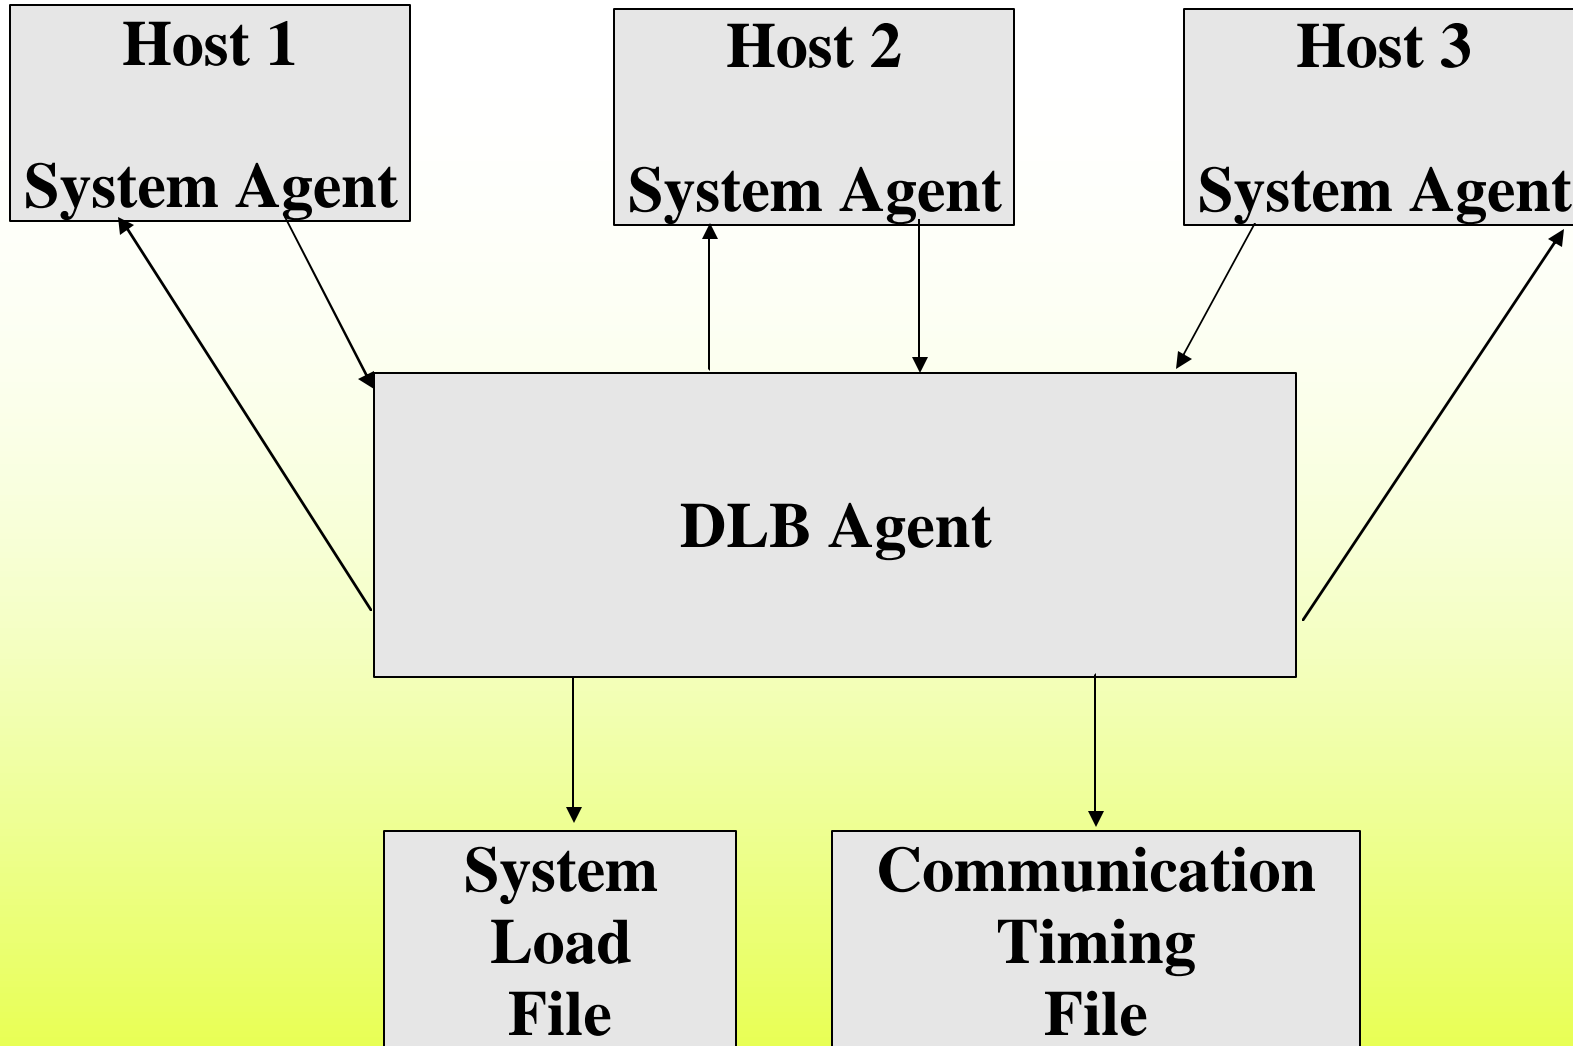 Host 1
System Agent
Host 2
System Agent
Host 3
System Agent
DLB Agent
System
Load
File
Communication
Timing
File